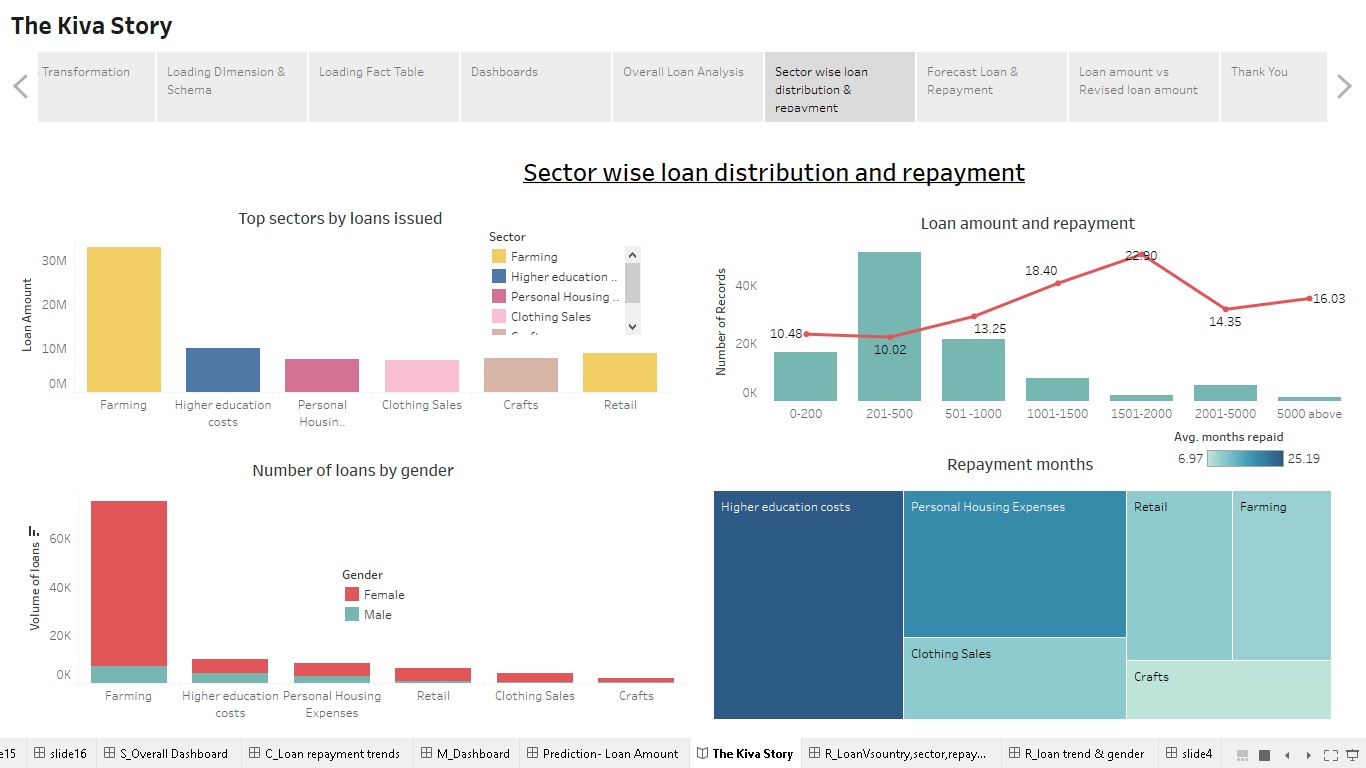 The Kiva Story
Transformation
Loading DImension &
Schema
Loading Fact Table
Dashboards
Overall Loan Analysis
Sector wise loan
distribution &
repayment
Forecast Loan &
Repayment
Loan amount vs
Revised loan amount
Thank You
Sector wise loan distribution and repayment
Top sectors by loans issued
Loan Amount
30M
20M
10M
0M
Farming
Higher education
costs
Personal
Housin..
Clothing Sales
Crafts
Retail
Sector
Farming
Higher education ..
Personal Housing ..
Clothing Sales
Crafts
Loan amount and repayment
Number of Records
40K
20K
0K
10.48
10.02
13.25
18.40
22.90
14.35
16.03
0-200
201-500
501 -1000
1001-1500
1501-2000
2001-5000
5000 above
Number of loans by gender
Volume of loans
60K
40K
20K
0K
Gender
Female
Male
Farming
Higher education
costs
Personal Housing
Expenses
Retail
Clothing Sales
Crafts
Avg. months repaid
6.97
25.19
Repayment months
Higher education costs
Personal Housing Expenses
Retail
Farming
Clothing Sales
Crafts
e15
slide16
S_Overall Dashboard
C_Loan repayment trends
M_Dashboard
Prediction- Loan Amount
The Kiva Story
R_LoanVsountry,sector,repay...
R_loan trend & gender
slide4